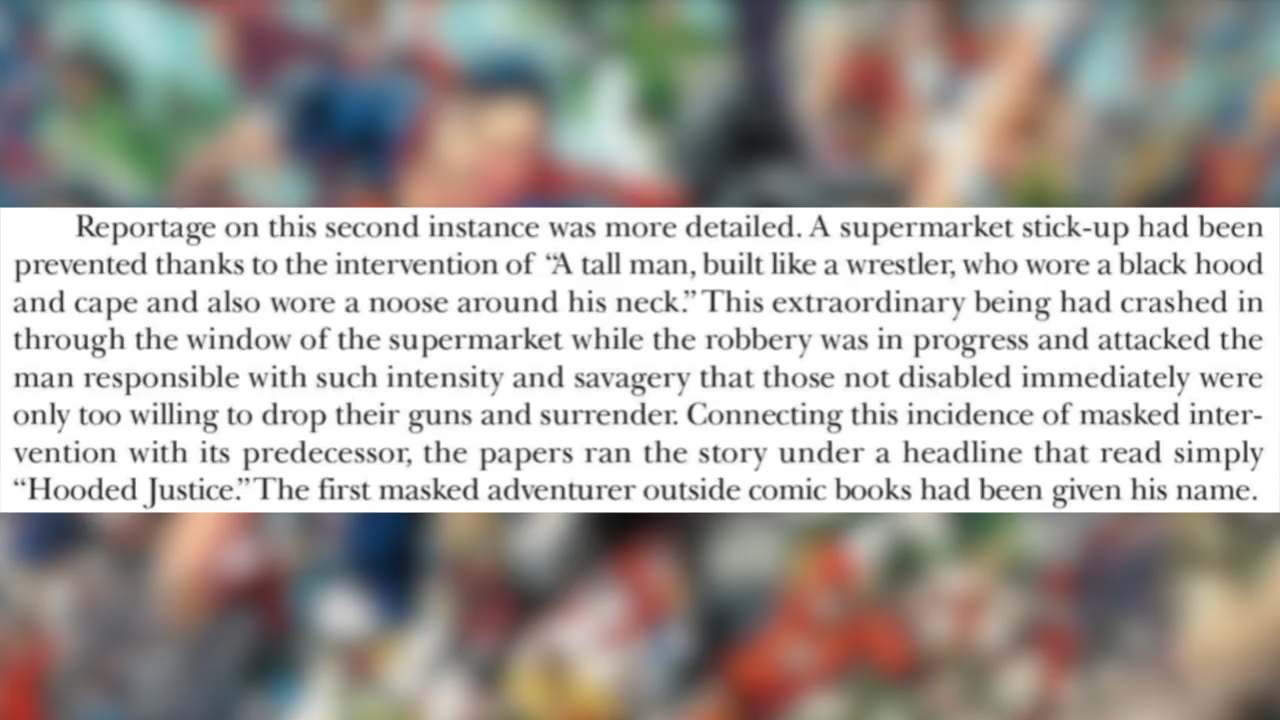 Reportage on this second instance was more detailed. A supermarket stick-up had been
prevented thanks to the intervention of “A tall man, built like a wrestler, who wore a black hood
and cape and also wore a noose around his neck.” This extraordinary being had crashed in
through the window of the supermarket while the robbery was in progress and attacked the
man responsible with such intensity and savagery that those not disabled immediately were
only too willing to drop their guns and surrender. Connecting this incidence of masked inter-
vention with its predecessor, the papers ran the story under a headline that read simply
“Hooded Justice.” The first masked adventurer outside comic books had been given his name.